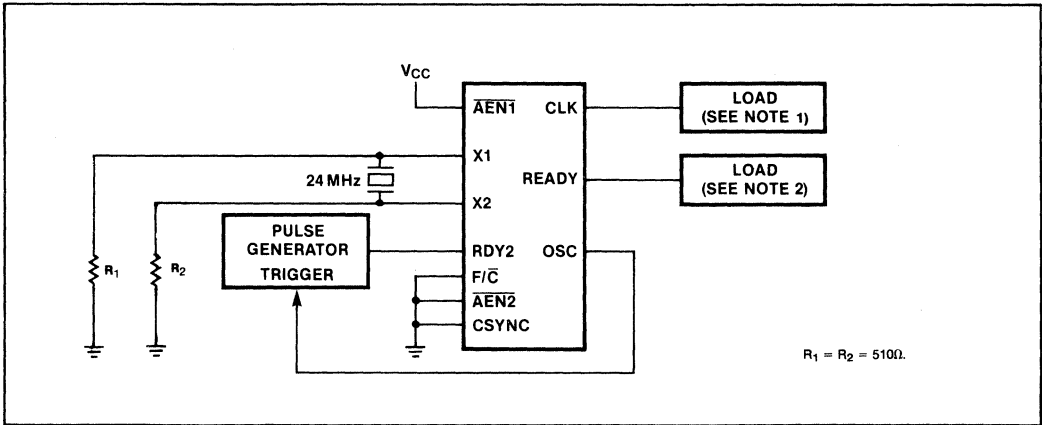 VCC
AEN1 CLK
LOAD
(SEE NOTE 1)
X1
24 MHz
READY
LOAD
(SEE NOTE 2)
X2
PULSE
GENERATOR
TRIGGER
RDY2 OSC
R1
R2
F/C̅
AEN2
CSYNC
R1 = R2 = 510Ω.